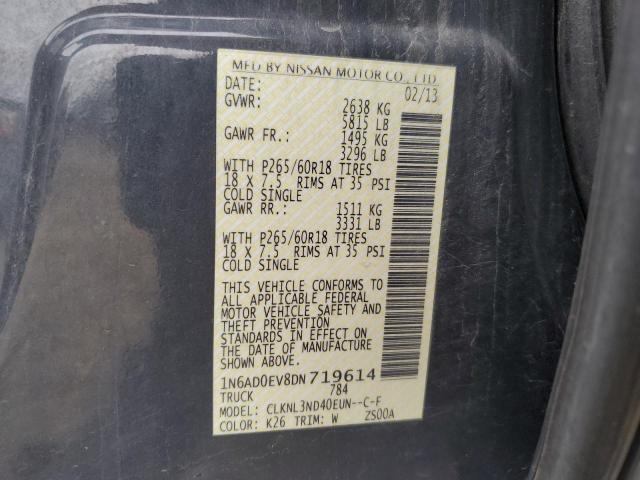 MFD BY NISSAN MOTOR CO., LTD.
DATE: 02/13
GVWR: 2638 KG
5815 LB
GAWR FR.: 1495 KG
3296 LB
WITH P265/60R18 TIRES
18 X 7.5 RIMS AT 35 PSI
COLD SINGLE
GAWR RR.: 1511 KG
3331 LB
WITH P265/60R18 TIRES
18 X 7.5 RIMS AT 35 PSI
COLD SINGLE
THIS VEHICLE CONFORMS TO
ALL APPLICABLE FEDERAL
MOTOR VEHICLE SAFETY AND
THEFT PREVENTION
STANDARDS IN EFFECT ON
THE DATE OF MANUFACTURE
SHOWN ABOVE.
1N6AD0EV8DN719614
TRUCK 784
MODEL: CLKNL3ND40EUN--C-F
COLOR: K26 TRIM: W ZS00A